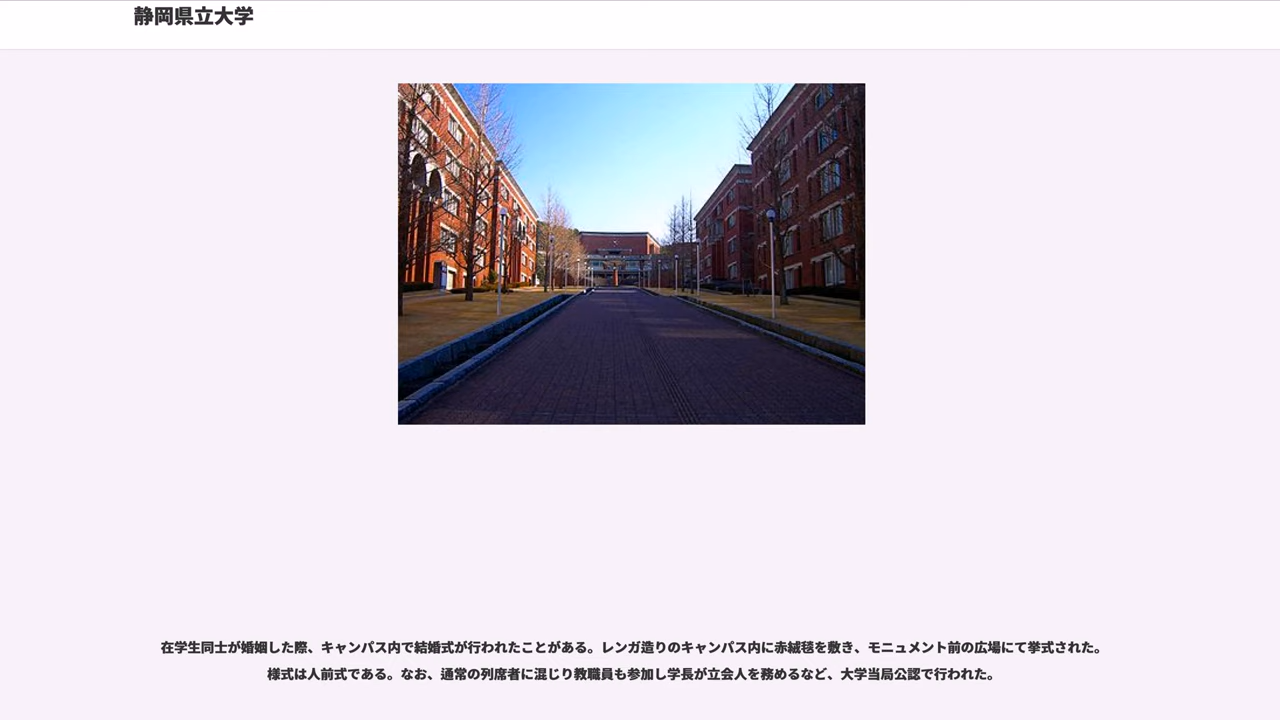 静岡県立大学
在学生同士が婚姻した際、キャンパス内で結婚式が行われたことがある。レンガ造りのキャンパス内に赤絨毯を敷き、モニュメント前の広場にて挙式された。
様式は人前式である。なお、通常の列席者に混じり教職員も参加し学長が立会人を務めるなど、大学当局公認で行われた。